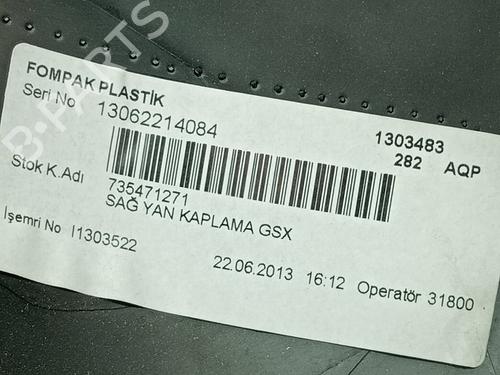 B-PARTS
FOMPAK PLASTİK
Seri No 13062214084
1303483
282 AQP
Stok K.Adı 735471271
SAĞ YAN KAPLAMA GSX
İşemri No I1303522
22.06.2013 16:12 Operatör 31800